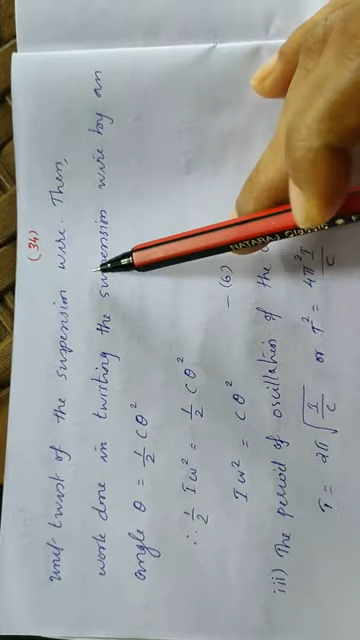 (34)
unit twist of the suspension wire. Then,
work done in twisting the suspension wire by an
angle θ = 1/2 Cθ²
∴ 1/2 Iω² = 1/2 Cθ²
Iω² = Cθ² – (6)
iii) The period of oscillation of the
T = 2π √(I/C) or T² = 4π²I/C
NATARAJ